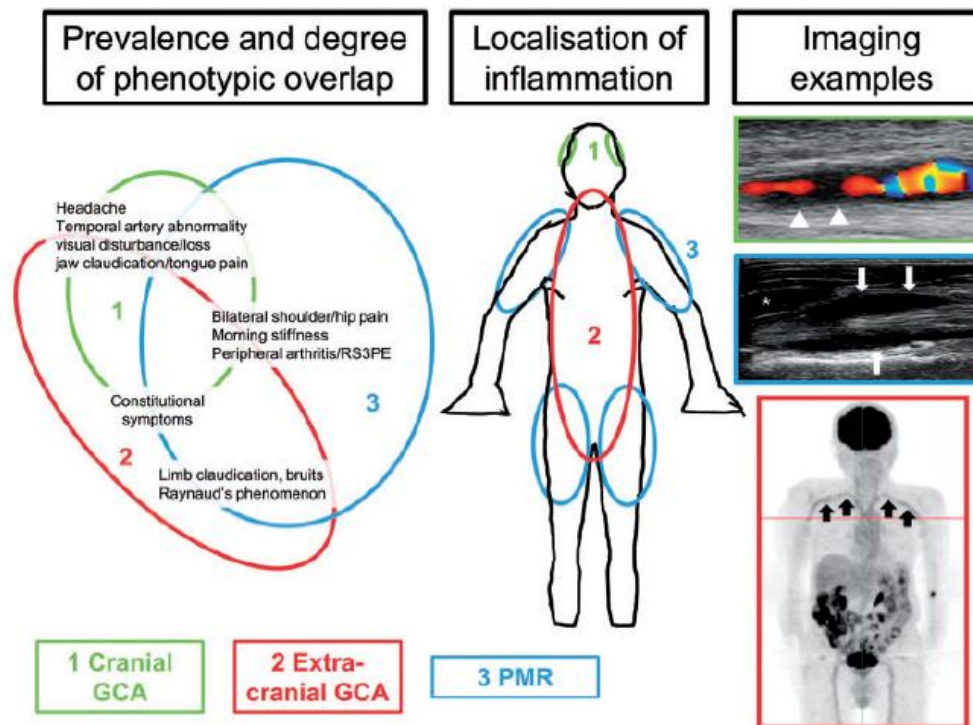 Prevalence and degree
of phenotypic overlap
Localisation of
inflammation
Imaging
examples
Headache
Temporal artery abnormality
visual disturbance/loss
jaw claudication/tongue pain
1
Bilateral shoulder/hip pain
Morning stiffness
Peripheral arthritis/RS3PE
3
Constitutional
symptoms
2
Limb claudication, bruits
Raynaud's phenomenon
1
3
2
*
1 Cranial
GCA
2 Extra-
cranial GCA
3 PMR